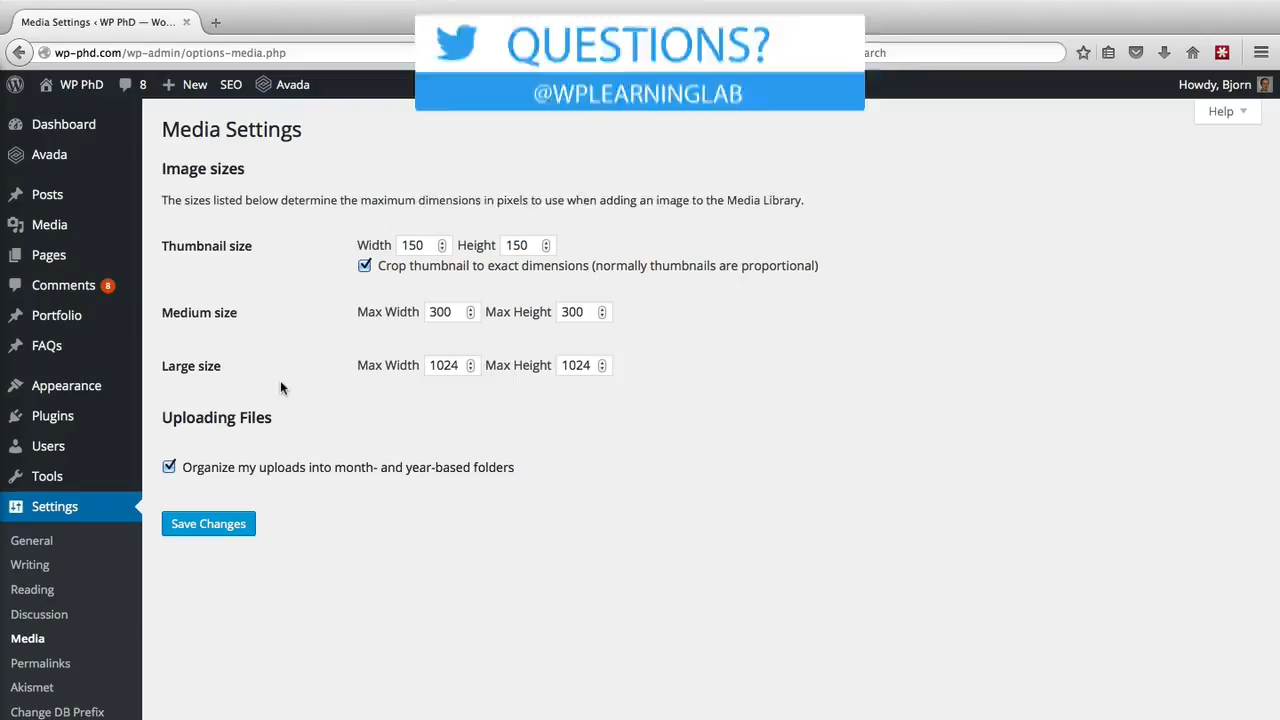 Media Settings ‹ WP PhD — Wo...
wp-phd.com/wp-admin/options-media.php
QUESTIONS?
@WPLEARNINGLAB
WP PhD
8
New
SEO
Avada
Howdy, Bjorn
Help
Dashboard
Avada
Posts
Media
Pages
Comments 8
Portfolio
FAQs
Appearance
Plugins
Users
Tools
Settings
General
Writing
Reading
Discussion
Media
Permalinks
Akismet
Change DB Prefix
Media Settings
Image sizes
The sizes listed below determine the maximum dimensions in pixels to use when adding an image to the Media Library.
Thumbnail size
Width 150 Height 150
Crop thumbnail to exact dimensions (normally thumbnails are proportional)
Medium size
Max Width 300 Max Height 300
Large size
Max Width 1024 Max Height 1024
Uploading Files
Organize my uploads into month- and year-based folders
Save Changes